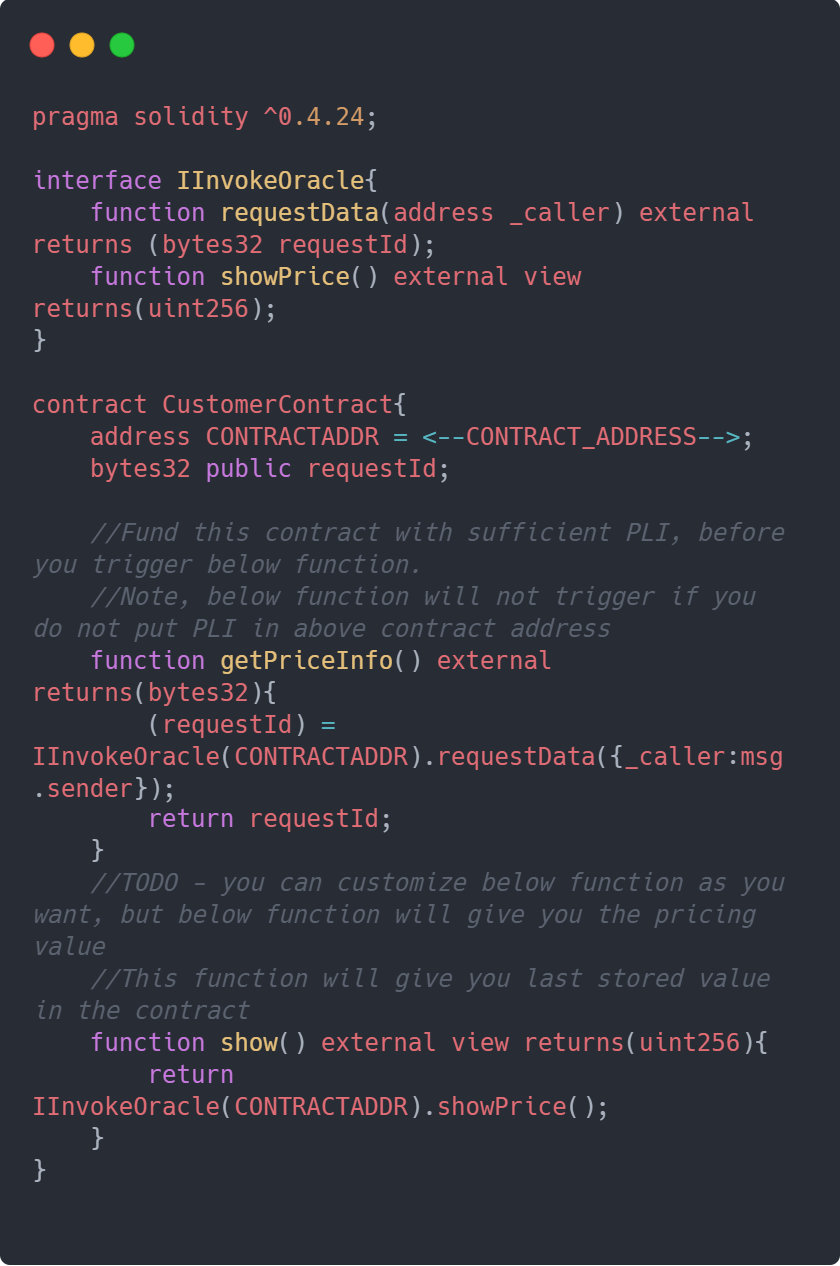 pragma solidity ^0.4.24;

interface IInvokeOracle{
    function requestData(address _caller) external
returns (bytes32 requestId);
    function showPrice() external view
returns(uint256);
}

contract CustomerContract{
    address CONTRACTADDR = <--CONTRACT_ADDRESS-->;
    bytes32 public requestId;

    //Fund this contract with sufficient PLI, before
you trigger below function.
    //Note, below function will not trigger if you
do not put PLI in above contract address
    function getPriceInfo() external
returns(bytes32){
        (requestId) =
IInvokeOracle(CONTRACTADDR).requestData({_caller:msg
.sender});
        return requestId;
    }
    //TODO - you can customize below function as you
want, but below function will give you the pricing
value
    //This function will give you last stored value
in the contract
    function show() external view returns(uint256){
        return
IInvokeOracle(CONTRACTADDR).showPrice();
    }
}